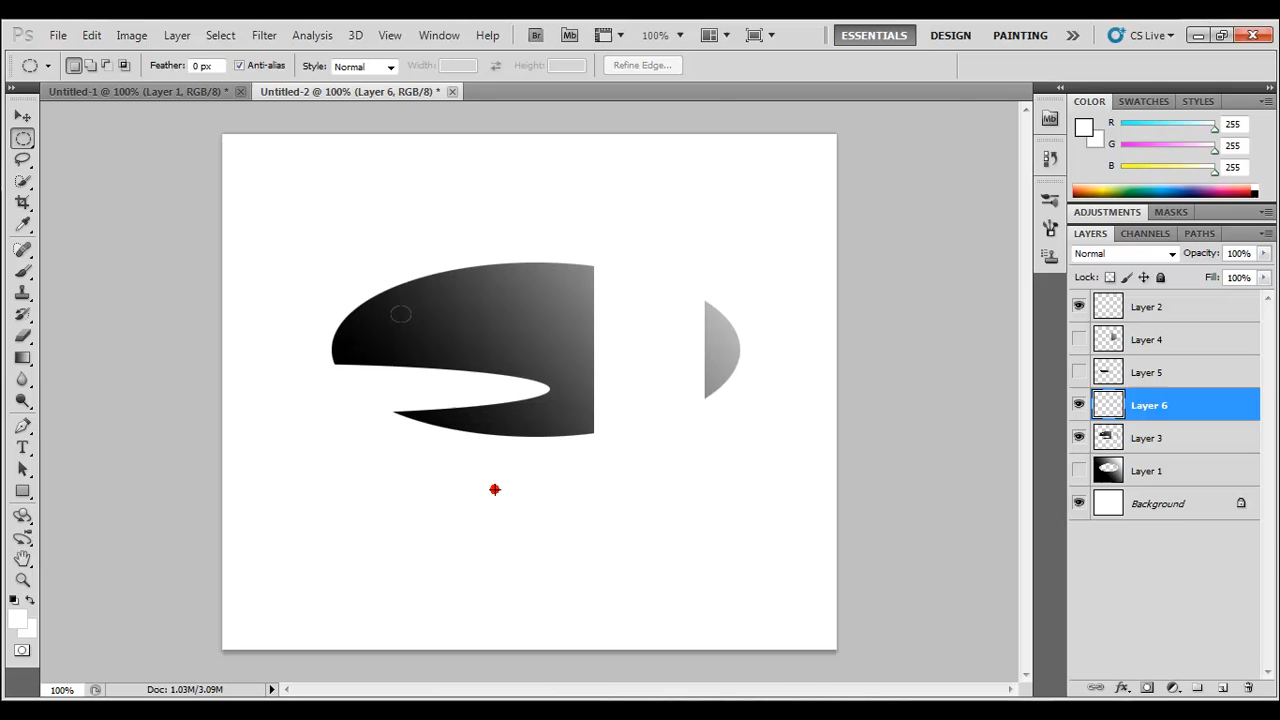 Ps File Edit Image Layer Select Filter Analysis 3D View Window Help Br Mb 100% ESSENTIALS DESIGN PAINTING CS Live
Feather: 0 px Anti-alias Style: Normal Width: Height: Refine Edge...
Untitled-1 @ 100% (Layer 1, RGB/8) * Untitled-2 @ 100% (Layer 6, RGB/8) *
COLOR SWATCHES STYLES
Mb
R 255
G 255
B 255
ADJUSTMENTS MASKS
LAYERS CHANNELS PATHS
Normal Opacity: 100%
Lock: Fill: 100%
Layer 2
Layer 4
Layer 5
Layer 6
Layer 3
Layer 1
Background
100% Doc: 1.03M/3.09M